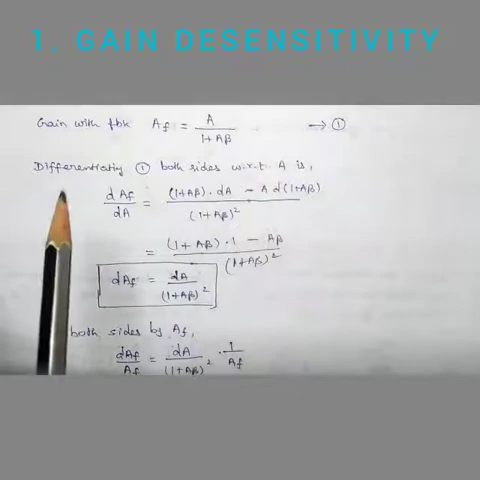 1. GAIN DESENSITIVITY
Gain with fbk Af = A / (1+Aβ) → ①
Differentiating ① both sides w.r.t. A is,
dAf/dA = ((1+Aβ).dA - A d(1+Aβ)) / (1+Aβ)²
= ((1+Aβ).1 - Aβ) / (1+Aβ)²
dAf = dA / (1+Aβ)²
both sides by Af,
dAf/Af = dA/(1+Aβ)² . 1/Af